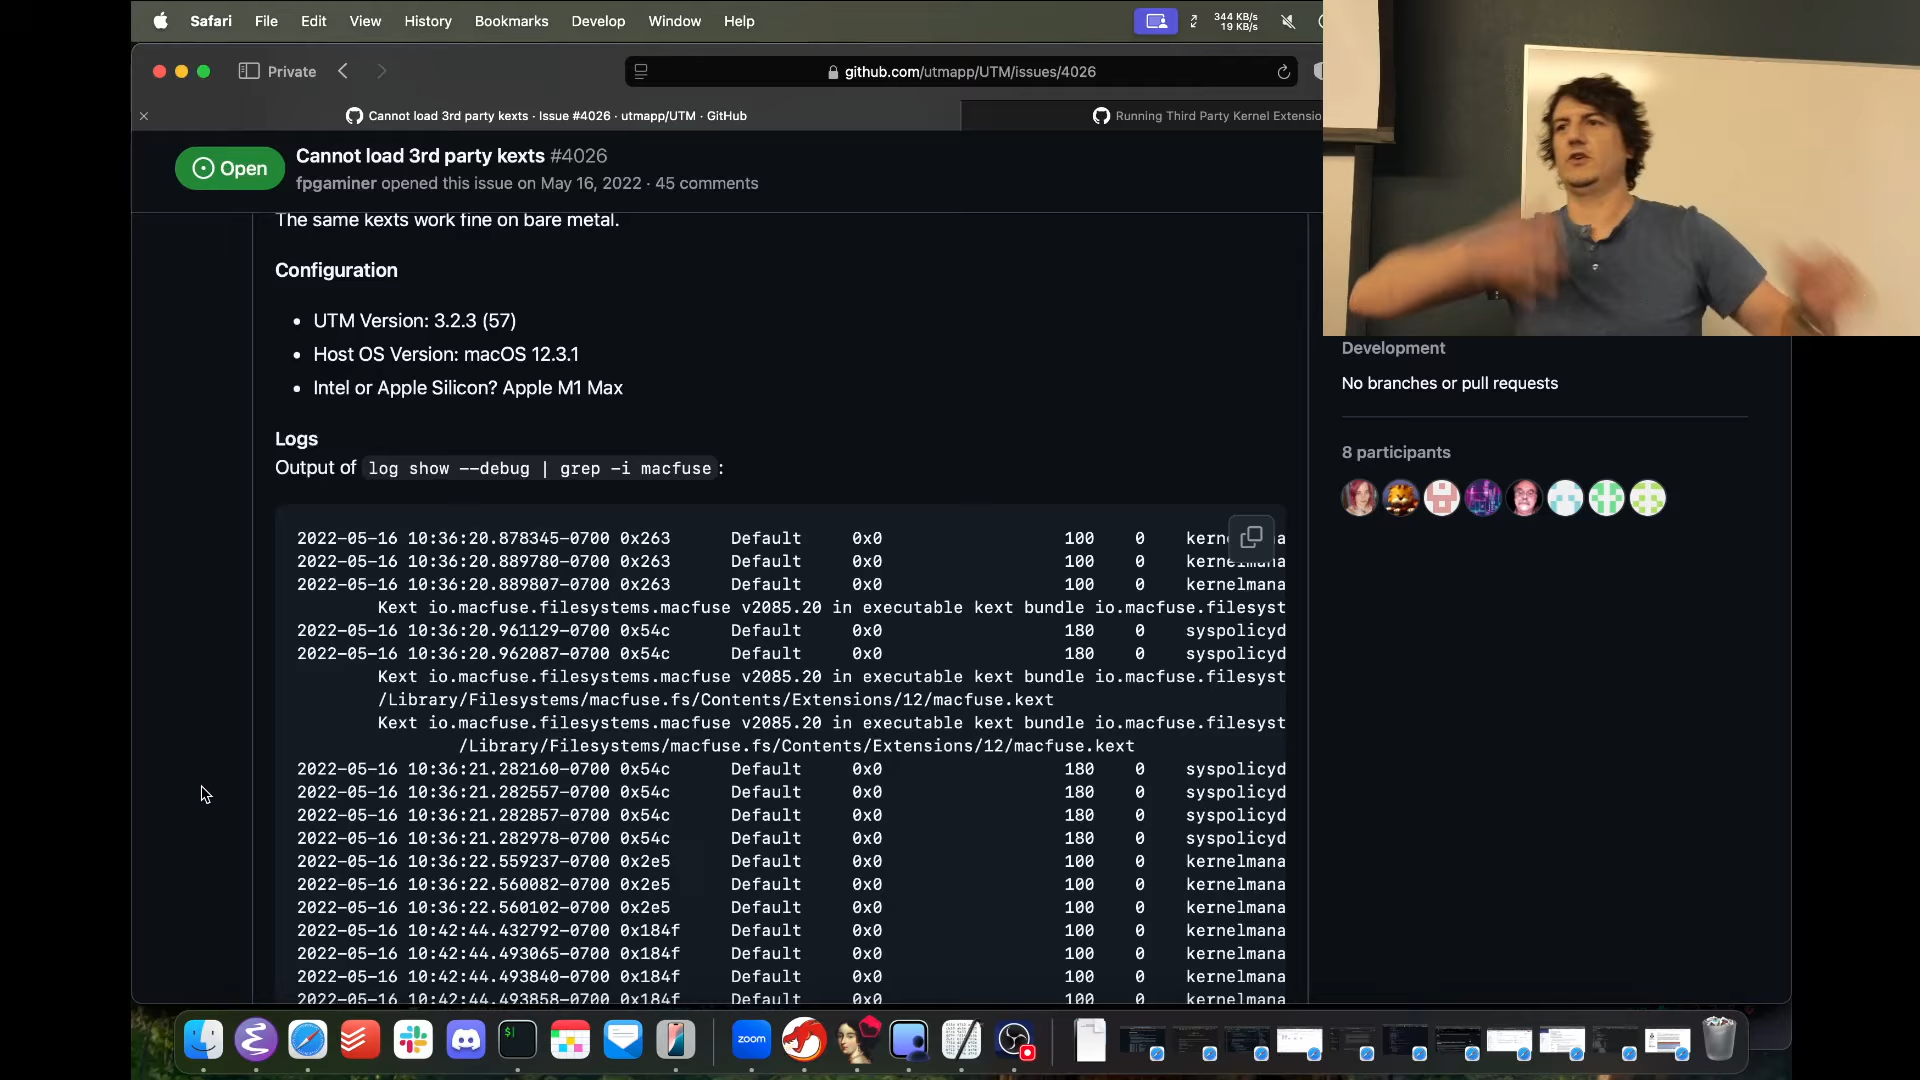 Safari File Edit View History Bookmarks Develop Window Help
344 KB/s
19 KB/s
Private
github.com/utmapp/UTM/issues/4026
Cannot load 3rd party kexts · Issue #4026 · utmapp/UTM · GitHub
Running Third Party Kernel Extensio
Open
Cannot load 3rd party kexts #4026
fpgaminer opened this issue on May 16, 2022 · 45 comments
The same kexts work fine on bare metal.
Configuration
• UTM Version: 3.2.3 (57)
• Host OS Version: macOS 12.3.1
• Intel or Apple Silicon? Apple M1 Max
Logs
Output of log show --debug | grep -i macfuse:
2022-05-16 10:36:20.878345-0700 0x263 Default 0x0 100 0 kern
2022-05-16 10:36:20.889780-0700 0x263 Default 0x0 100 0 kernelmana
2022-05-16 10:36:20.889807-0700 0x263 Default 0x0 100 0 kernelmana
Kext io.macfuse.filesystems.macfuse v2085.20 in executable kext bundle io.macfuse.filesyst
2022-05-16 10:36:20.961129-0700 0x54c Default 0x0 180 0 syspolicyd
2022-05-16 10:36:20.962087-0700 0x54c Default 0x0 180 0 syspolicyd
Kext io.macfuse.filesystems.macfuse v2085.20 in executable kext bundle io.macfuse.filesyst
/Library/Filesystems/macfuse.fs/Contents/Extensions/12/macfuse.kext
Kext io.macfuse.filesystems.macfuse v2085.20 in executable kext bundle io.macfuse.filesyst
/Library/Filesystems/macfuse.fs/Contents/Extensions/12/macfuse.kext
2022-05-16 10:36:21.282160-0700 0x54c Default 0x0 180 0 syspolicyd
2022-05-16 10:36:21.282557-0700 0x54c Default 0x0 180 0 syspolicyd
2022-05-16 10:36:21.282857-0700 0x54c Default 0x0 180 0 syspolicyd
2022-05-16 10:36:21.282978-0700 0x54c Default 0x0 180 0 syspolicyd
2022-05-16 10:36:22.559237-0700 0x2e5 Default 0x0 100 0 kernelmana
2022-05-16 10:36:22.560082-0700 0x2e5 Default 0x0 100 0 kernelmana
2022-05-16 10:36:22.560102-0700 0x2e5 Default 0x0 100 0 kernelmana
2022-05-16 10:42:44.432792-0700 0x184f Default 0x0 100 0 kernelmana
2022-05-16 10:42:44.493065-0700 0x184f Default 0x0 100 0 kernelmana
2022-05-16 10:42:44.493840-0700 0x184f Default 0x0 100 0 kernelmana
2022-05-16 10:42:44.493858-0700 0x184f Default 0x0 100 0 kernelmana
Development
No branches or pull requests
8 participants
zoom